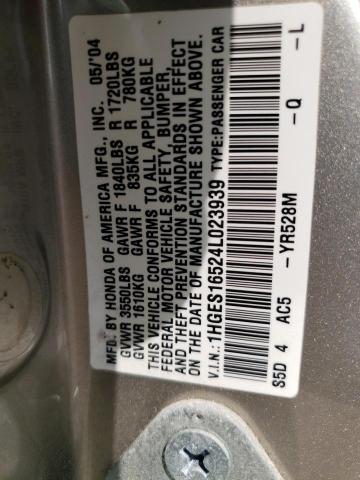 MFD. BY HONDA OF AMERICA MFG., INC. 05/'04
GVWR 3550LBS GAWR F 1840LBS R 1720LBS
GVWR 1610KG GAWR F 835KG R 780KG
THIS VEHICLE CONFORMS TO ALL APPLICABLE
FEDERAL MOTOR VEHICLE SAFETY, BUMPER,
AND THEFT PREVENTION STANDARDS IN EFFECT
ON THE DATE OF MANUFACTURE SHOWN ABOVE.
V.I.N.: 1HGES16524L023939 TYPE:PASSENGER CAR
S5D 4 AC5 -YR528M -Q -L